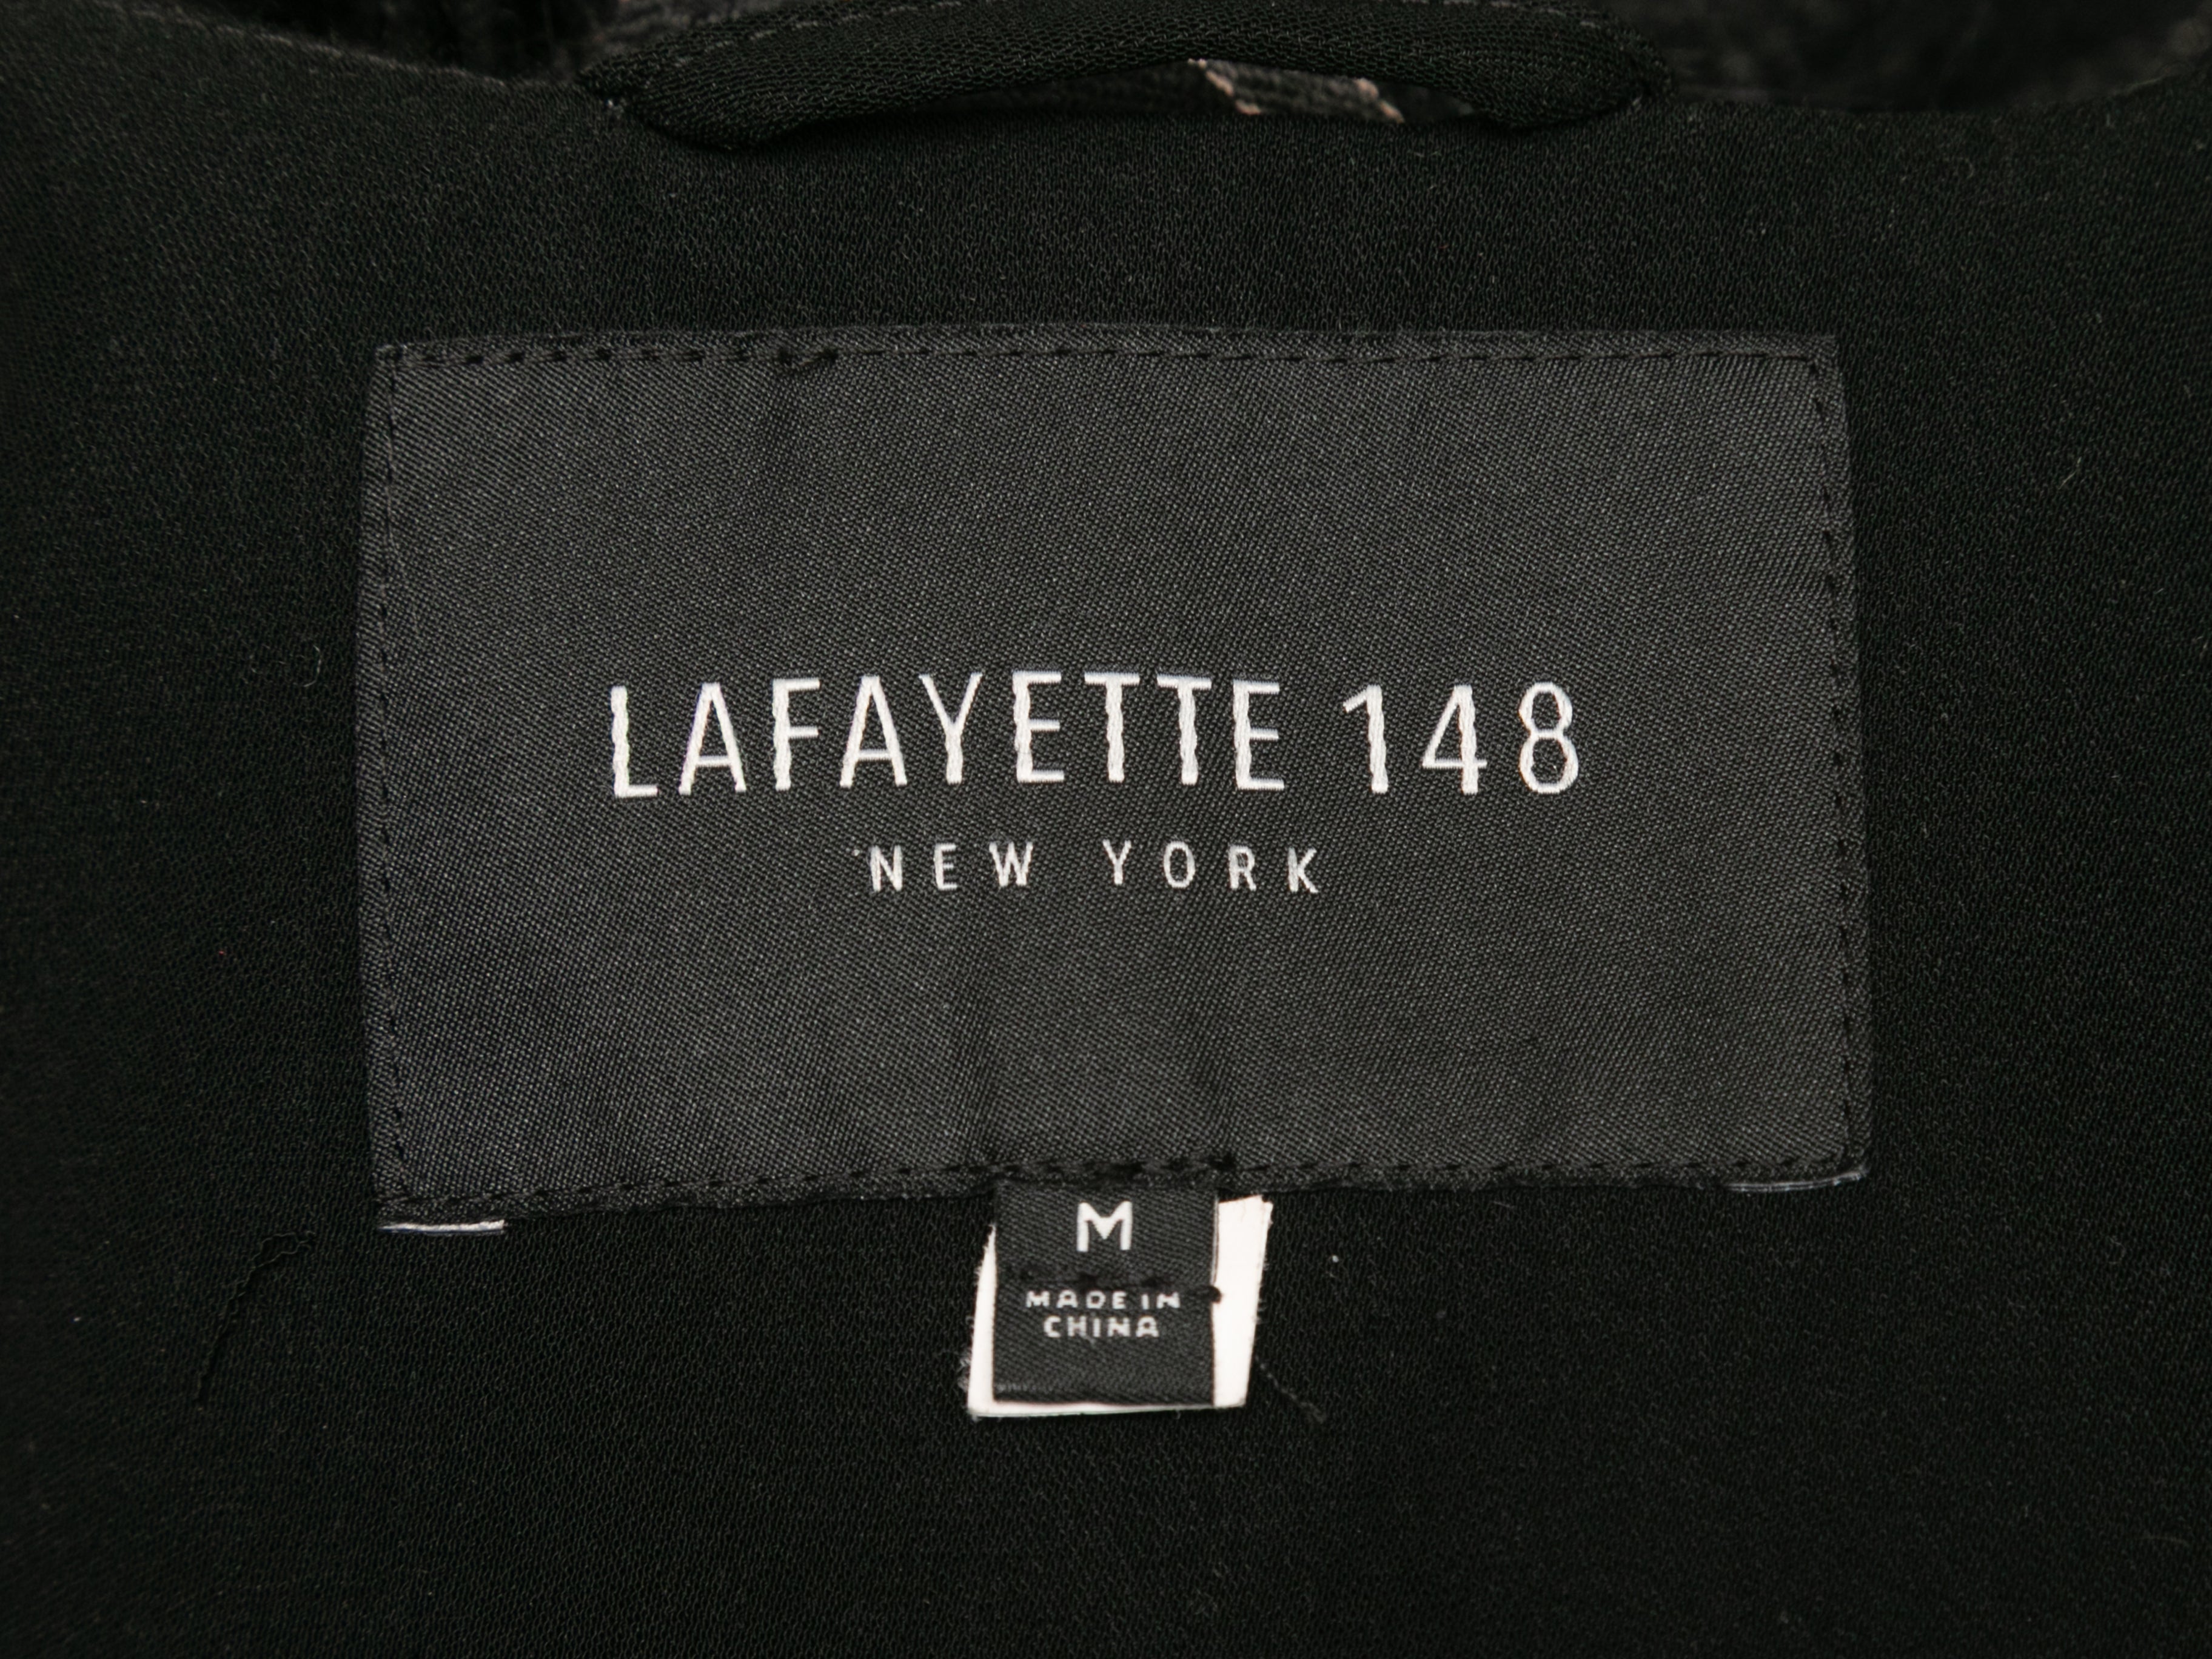 LAFAYETTE 148
NEW YORK
M
MADE IN
CHINA